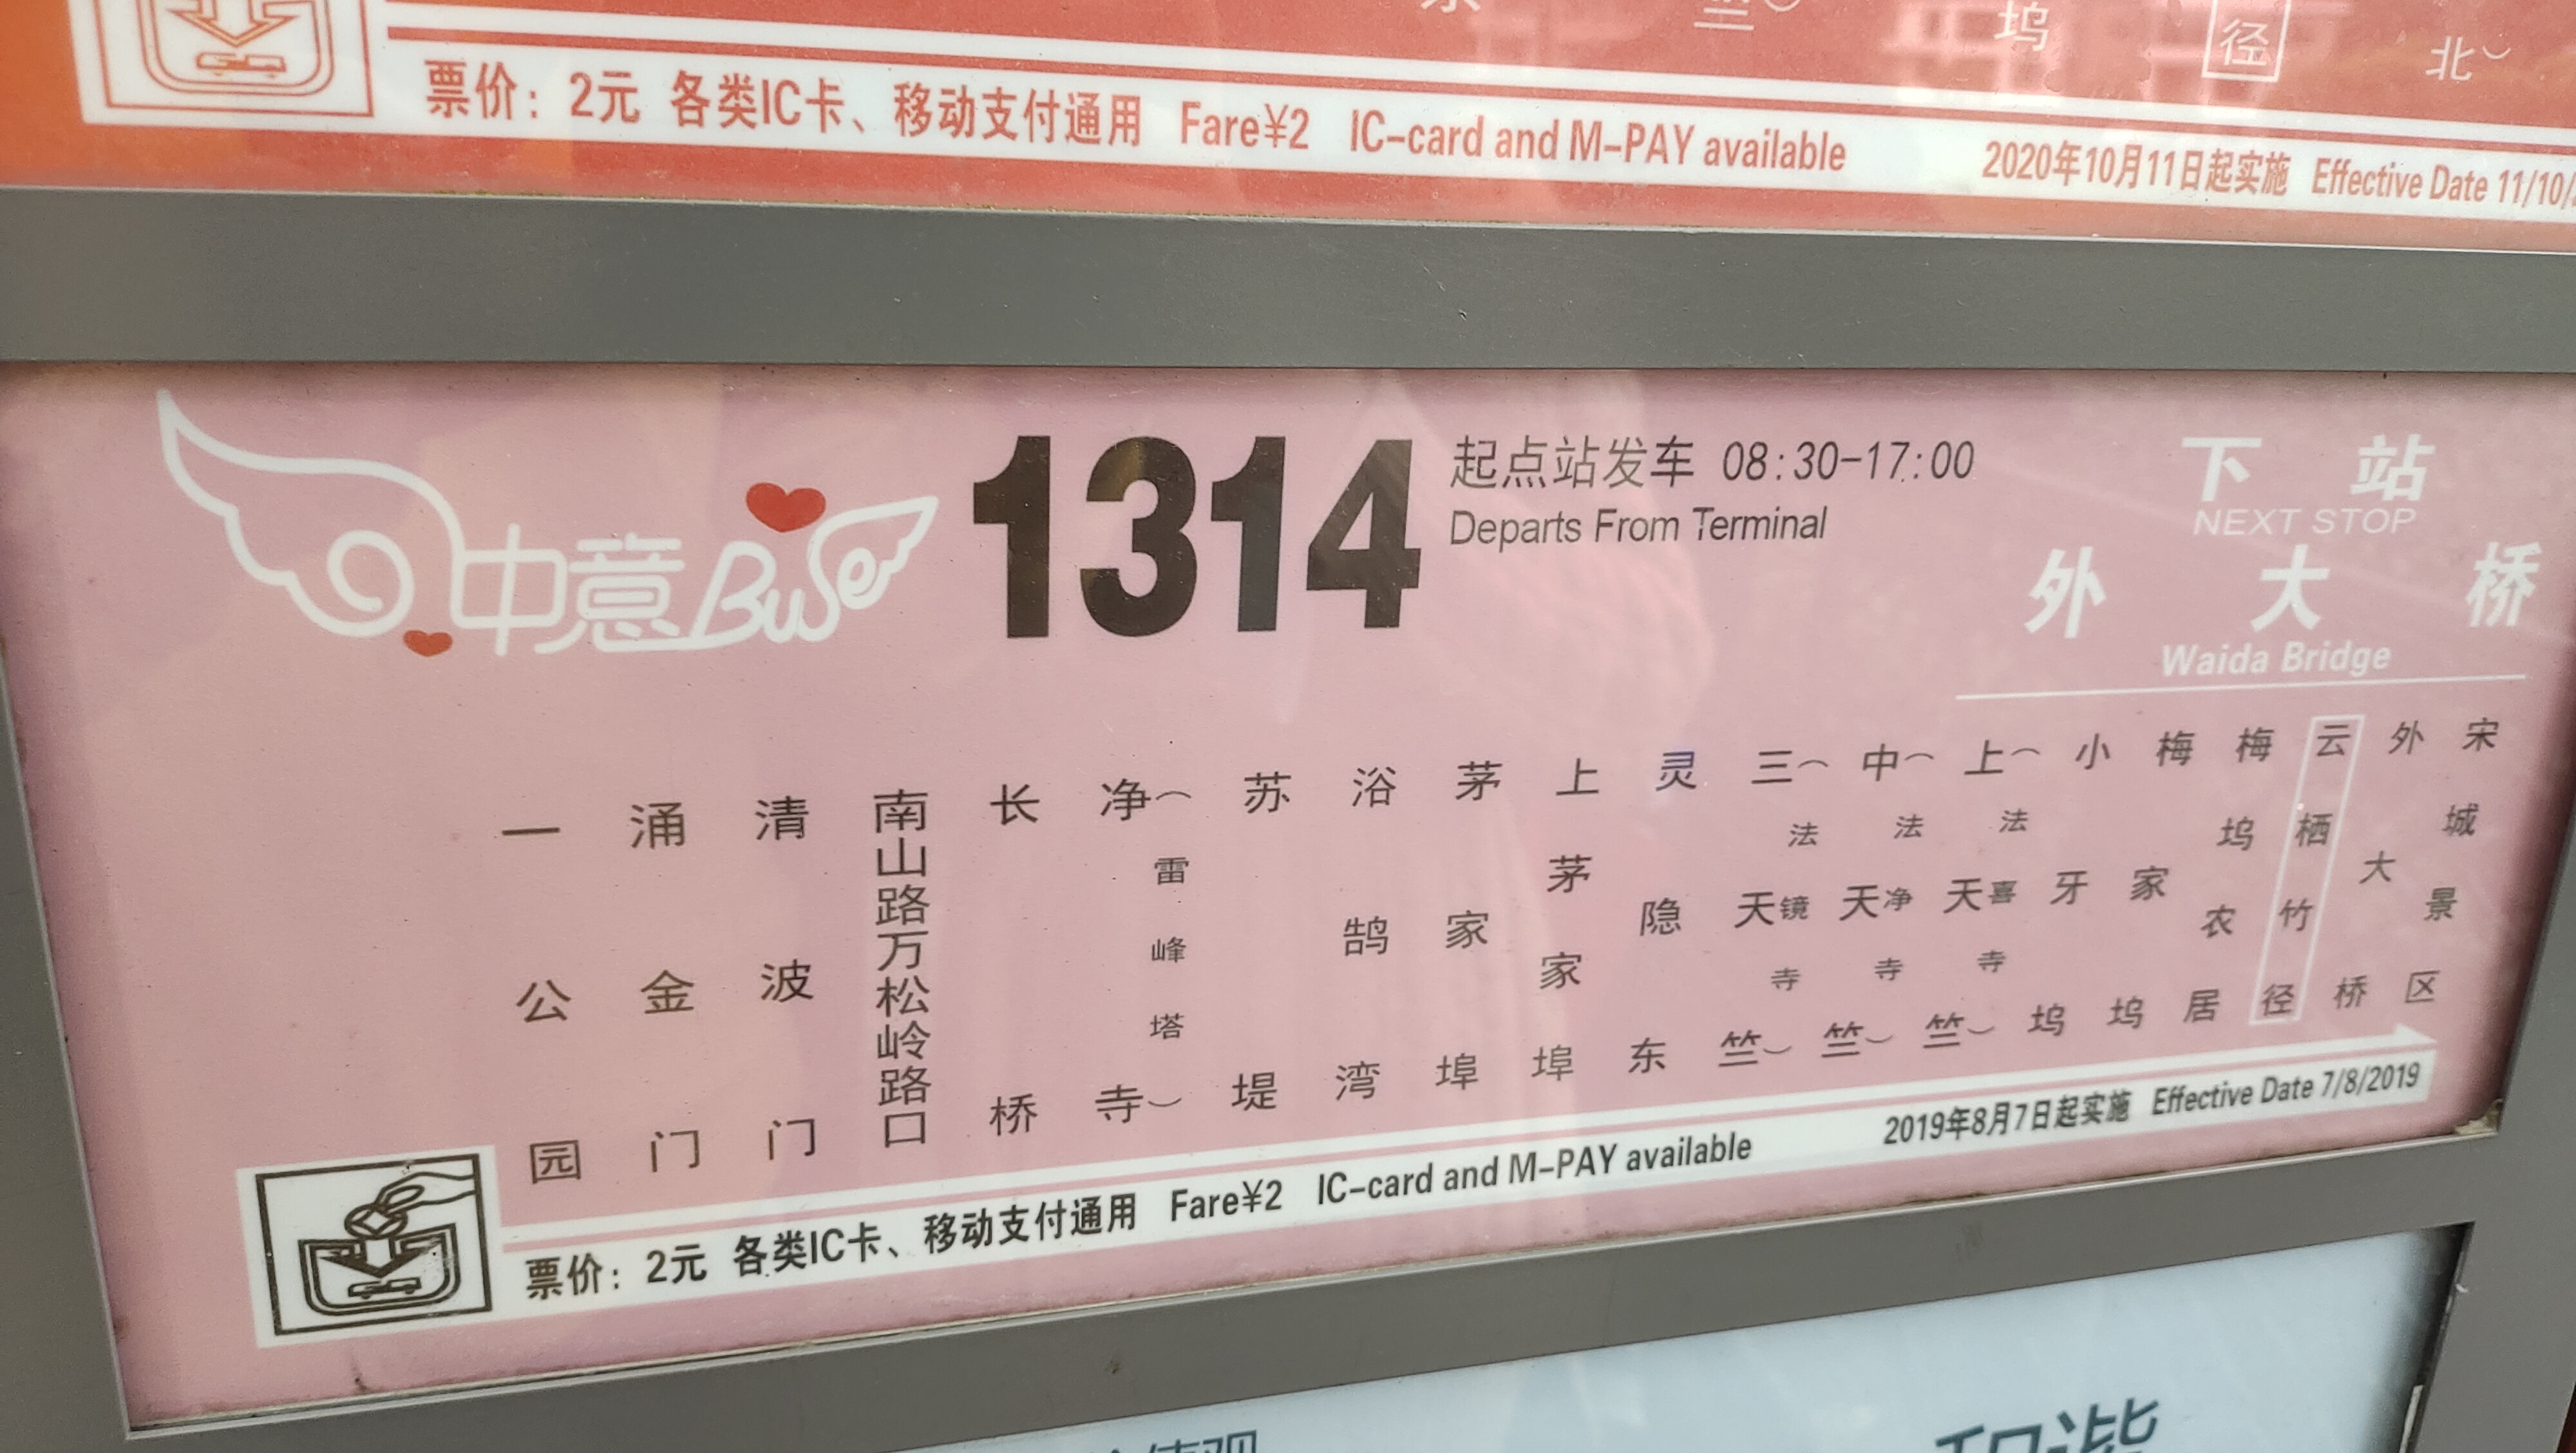 票价：2元 各类IC卡、移动支付通用 Fare¥2 IC-card and M-PAY available
2020年10月11日起实施 Effective Date 11/10/
竺
坞
径
北
中意Buser
1314
起点站发车 08:30-17:00
Departs From Terminal
下站
NEXT STOP
外大桥
Waida Bridge
一公园
涌金门
清波门
南山路万松岭路口
长桥
净寺（雷峰塔）
苏堤
浴鹄湾
茅家埠
上茅家埠
灵隐东
三天竺（法镜寺）
中天竺（法净寺）
上天竺（法喜寺）
小牙坞
梅家坞
梅坞农居
云栖竹径
外大桥
宋城景区
票价：2元 各类IC卡、移动支付通用 Fare¥2 IC-card and M-PAY available
2019年8月7日起实施 Effective Date 7/8/2019
和谐